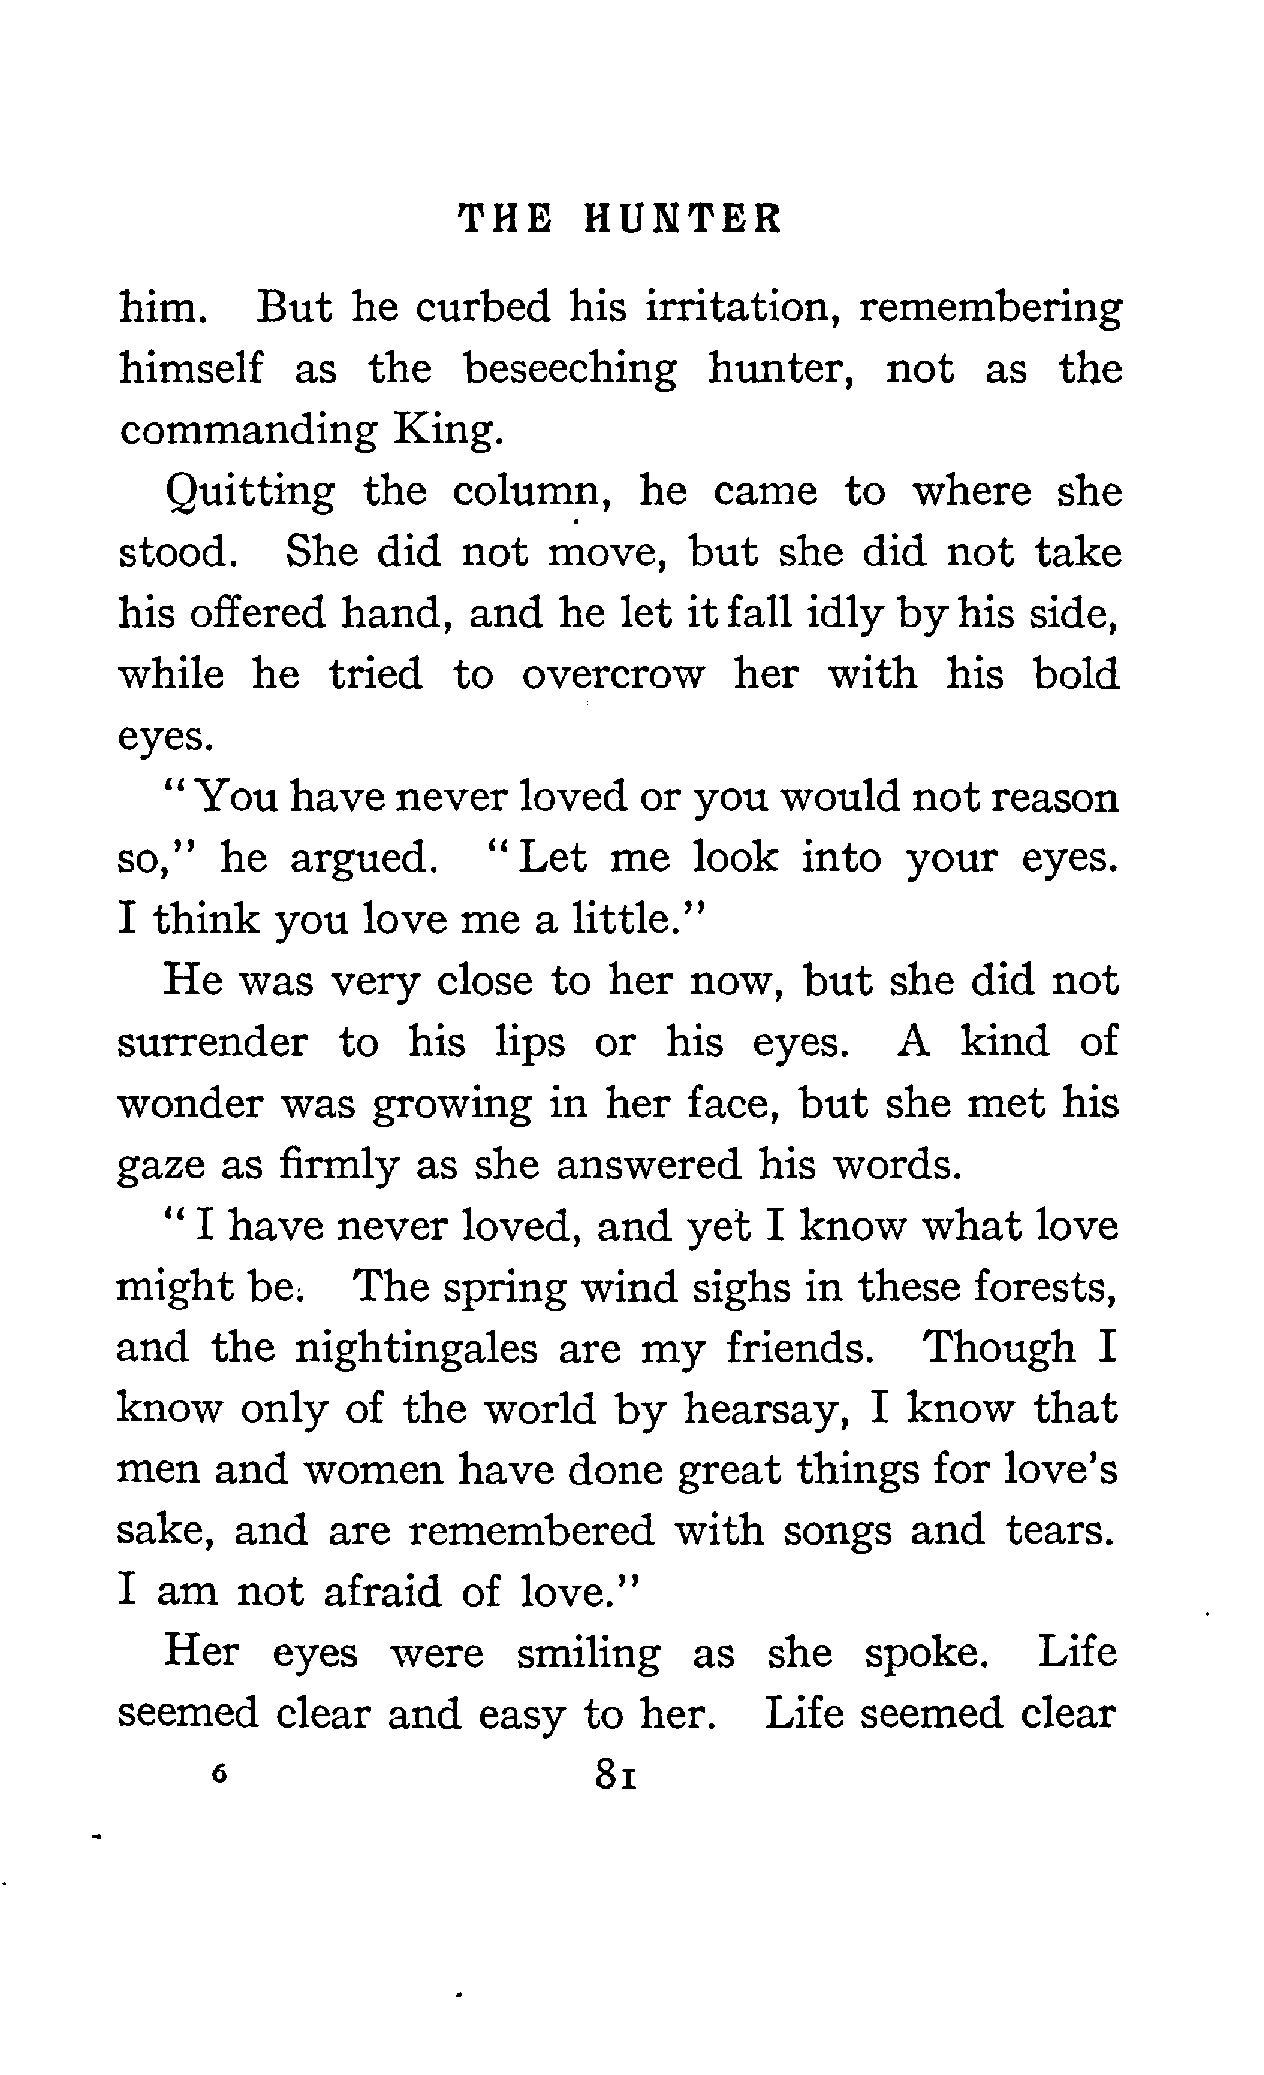 THE HUNTER
him. But he curbed his irritation, remembering
himself as the beseeching hunter, not as the
commanding King.
Quitting the column, he came to where she
stood. She did not move, but she did not take
his offered hand, and he let it fall idly by his side,
while he tried to overcrow her with his bold
eyes.
“You have never loved or you would not reason
so,” he argued. “Let me look into your eyes.
I think you love me a little.”
He was very close to her now, but she did not
surrender to his lips or his eyes. A kind of
wonder was growing in her face, but she met his
gaze as firmly as she answered his words.
“I have never loved, and yet I know what love
might be. The spring wind sighs in these forests,
and the nightingales are my friends. Though I
know only of the world by hearsay, I know that
men and women have done great things for love’s
sake, and are remembered with songs and tears.
I am not afraid of love.”
Her eyes were smiling as she spoke. Life
seemed clear and easy to her. Life seemed clear
6 81